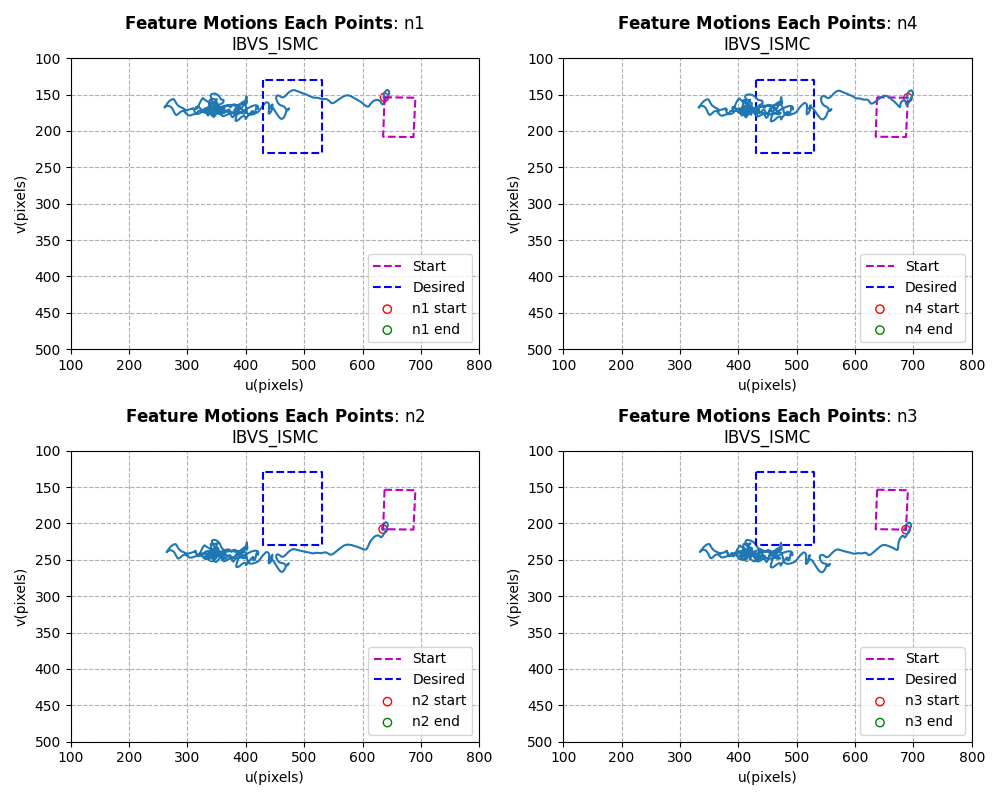 Feature Motions Each Points: n1
IBVS_ISMC
100
150
200
250
300
350
400
450
500
v(pixels)
100 200 300 400 500 600 700 800
u(pixels)
Start
Desired
n1 start
n1 end
Feature Motions Each Points: n4
IBVS_ISMC
100
150
200
250
300
350
400
450
500
v(pixels)
100 200 300 400 500 600 700 800
u(pixels)
Start
Desired
n4 start
n4 end
Feature Motions Each Points: n2
IBVS_ISMC
100
150
200
250
300
350
400
450
500
v(pixels)
100 200 300 400 500 600 700 800
u(pixels)
Start
Desired
n2 start
n2 end
Feature Motions Each Points: n3
IBVS_ISMC
100
150
200
250
300
350
400
450
500
v(pixels)
100 200 300 400 500 600 700 800
u(pixels)
Start
Desired
n3 start
n3 end